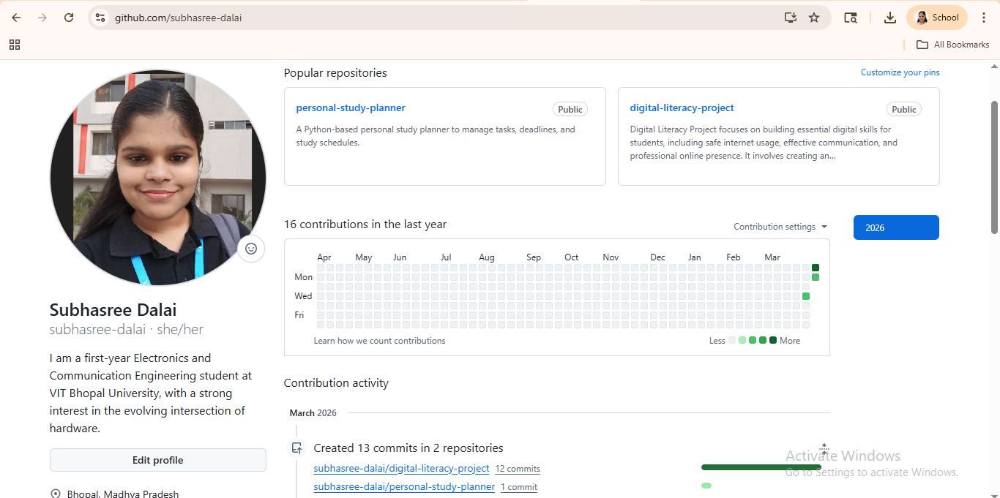 github.com/subhasree-dalai
School
All Bookmarks
Popular repositories
Customize your pins
personal-study-planner
Public
A Python-based personal study planner to manage tasks, deadlines, and
study schedules.
digital-literacy-project
Public
Digital Literacy Project focuses on building essential digital skills for
students, including safe internet usage, effective communication, and
professional online presence. It involves creating an...
Subhasree Dalai
subhasree-dalai · she/her
I am a first-year Electronics and
Communication Engineering student at
VIT Bhopal University, with a strong
interest in the evolving intersection of
hardware.
Edit profile
Bhopal, Madhya Pradesh
16 contributions in the last year
Contribution settings
2026
Apr May Jun Jul Aug Sep Oct Nov Dec Jan Feb Mar
Mon
Wed
Fri
Learn how we count contributions
Less More
Contribution activity
March 2026
Created 13 commits in 2 repositories
subhasree-dalai/digital-literacy-project 12 commits
subhasree-dalai/personal-study-planner 1 commit
Activate Windows
Go to Settings to activate Windows.